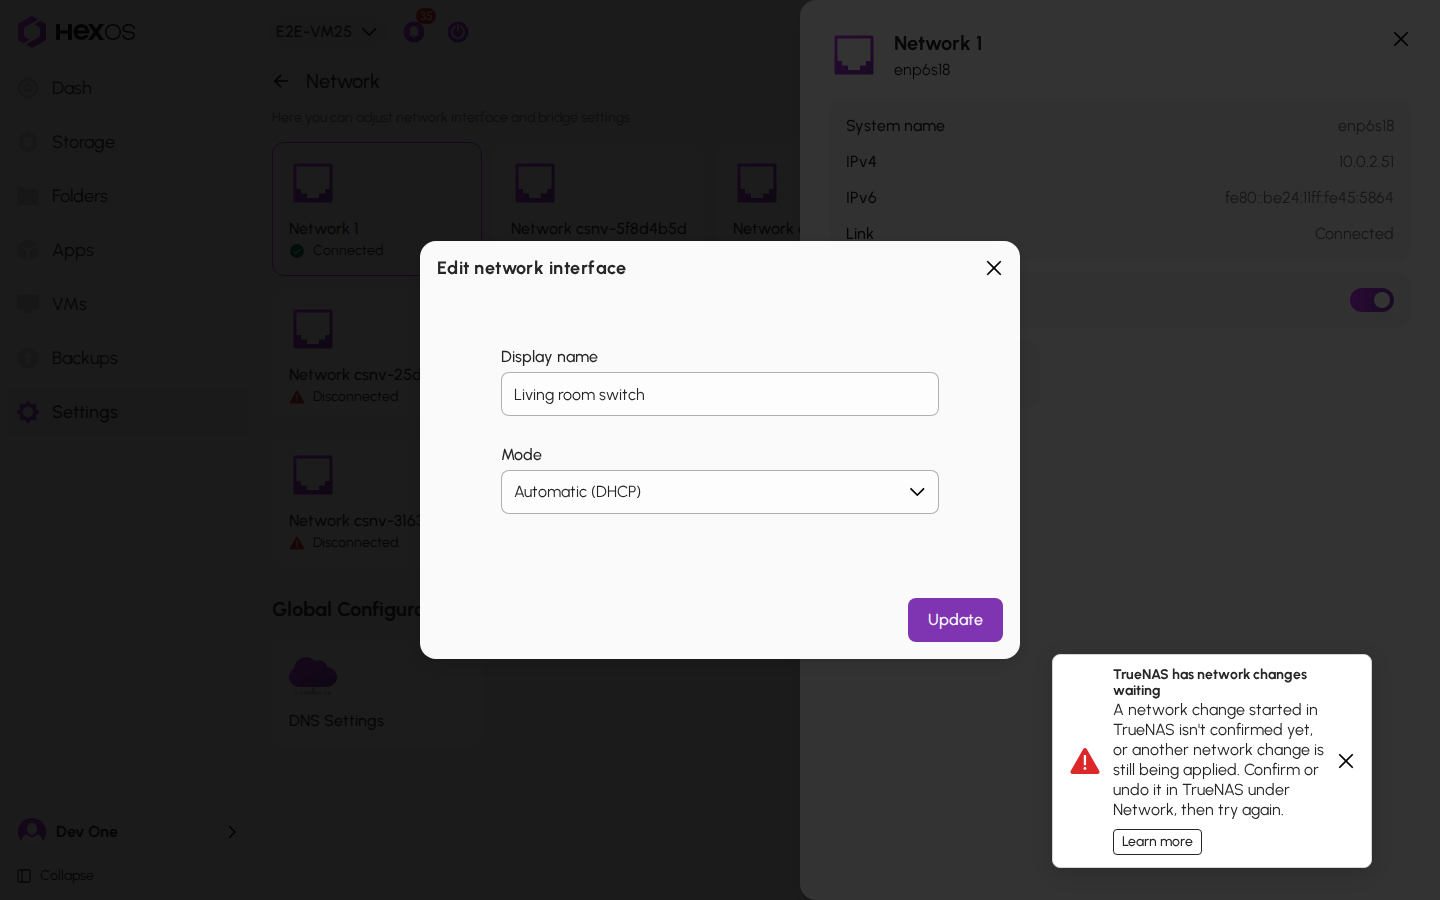 HEXOS
E2E-VM25
35
Dash
Storage
Folders
Apps
VMs
Backups
Settings
Dev One
Collapse
Network
Here you can adjust network interface and bridge settings
Network 1
Connected
Network csnv-5f8d4b5d
Network
Network csnv-25
Disconnected
Network csnv-3163
Disconnected
Global Configur
DNS Settings
Network 1
enp6s18
System name
enp6s18
IPv4
10.0.2.51
IPv6
fe80::be24:11ff:fe45:5864
Link
Connected
Edit network interface
Display name
Living room switch
Mode
Automatic (DHCP)
Update
TrueNAS has network changes
waiting
A network change started in
TrueNAS isn't confirmed yet,
or another network change is
still being applied. Confirm or
undo it in TrueNAS under
Network, then try again.
Learn more